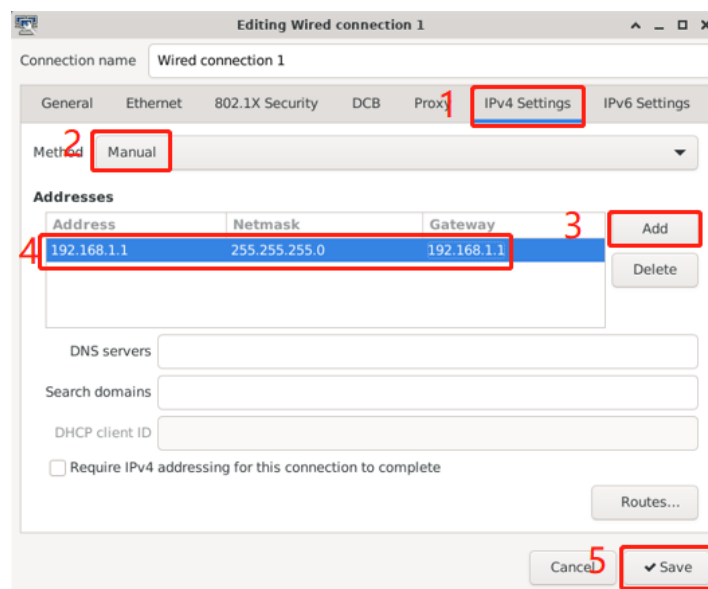 Editing Wired connection 1
Connection name Wired connection 1
General Ethernet 802.1X Security DCB Proxy 1 IPv4 Settings IPv6 Settings
Method 2 Manual
Addresses
Address Netmask Gateway 3 Add
4 192.168.1.1 255.255.255.0 192.168.1.1
Delete
DNS servers
Search domains
DHCP client ID
Require IPv4 addressing for this connection to complete
Routes...
Cancel 5 Save